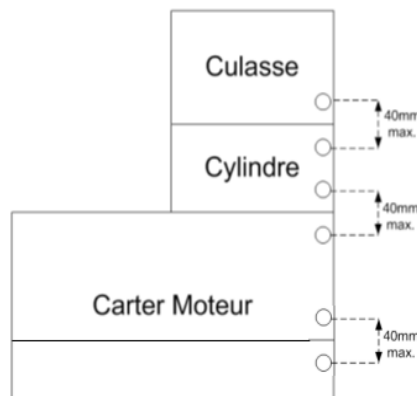 Culasse
40mm
max.
Cylindre
40mm
max.
Carter Moteur
40mm
max.